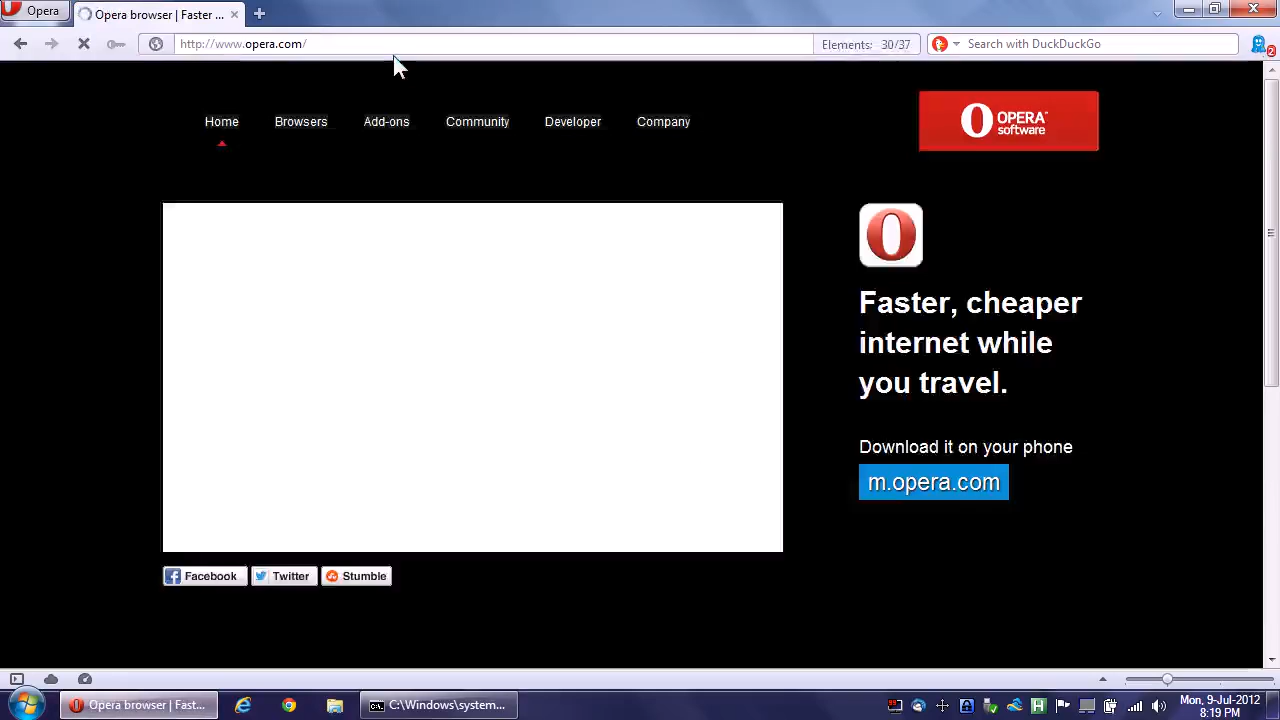 Opera
Opera browser | Faster ...
http://www.opera.com/
Elements: 30/37
Search with DuckDuckGo
2
Home
Browsers
Add-ons
Community
Developer
Company
OPERA
software
Faster, cheaper
internet while
you travel.
Download it on your phone
m.opera.com
Facebook
Twitter
Stumble
Opera browser | Fast...
C:\Windows\system...
Mon, 9-Jul-2012
8:19 PM